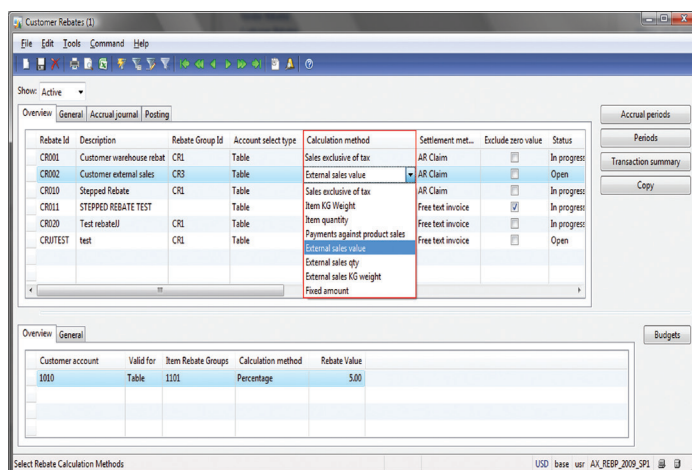 Customer Rebates (1)
File Edit Tools Command Help
Show: Active
Overview General Accrual journal Posting
Accrual periods
Periods
Transaction summary
Copy
Rebate Id Description Rebate Group Id Account select type Calculation method Settlement met... Exclude zero value Status
CR001 Customer warehouse rebat CR1 Table Sales exclusive of tax AR Claim In progress
CR002 Customer external sales CR3 Table External sales value AR Claim Open
CR010 Stepped Rebate CR1 Table Sales exclusive of tax AR Claim In progress
CR011 STEPPED REBATE TEST Table Item KG Weight Free text invoice In progress
CR020 Test rebateJJ CR1 Table Item quantity Free text invoice In progress
CRJJTEST test CR1 Table Payments against product sales Free text invoice Open
External sales value
External sales qty
External sales KG weight
Fixed amount
Overview General
Budgets
Customer account Valid for Item Rebate Groups Calculation method Rebate Value
1010 Table 1101 Percentage 5.00
Select Rebate Calculation Methods USD base usr AX_REBP_2009_SP1